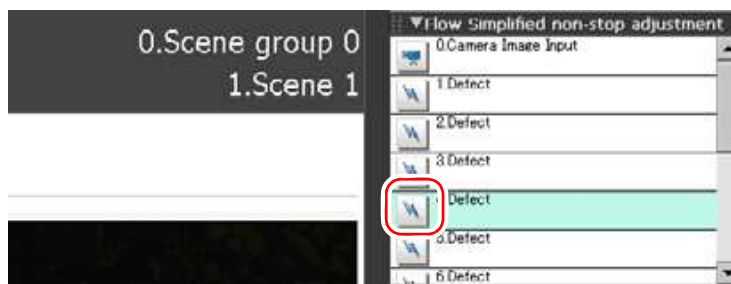 0.Scene group 0
1.Scene 1
▼Flow Simplified non-stop adjustment
0.Camera Image Input
1.Defect
2.Defect
3.Defect
4.Defect
5.Defect
6.Defect